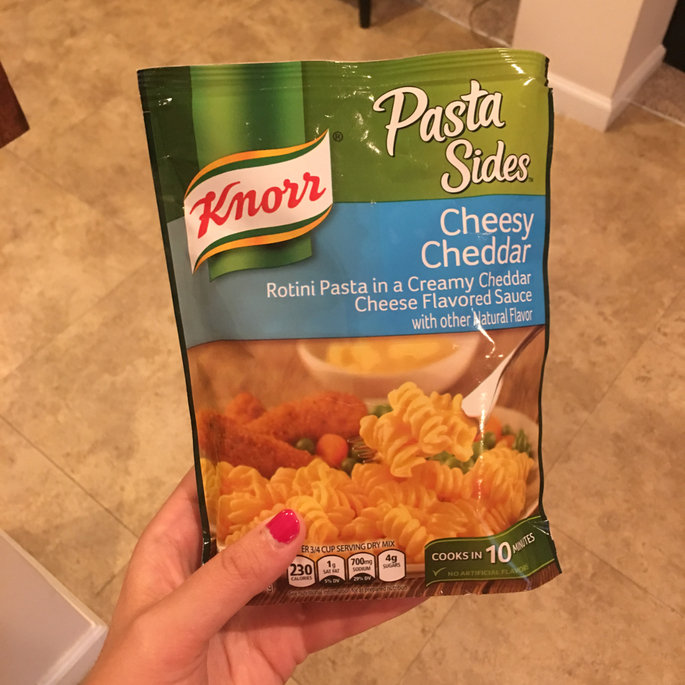 Pasta
Sides™
Knorr®
Cheesy
Cheddar
Rotini Pasta in a Creamy Cheddar
Cheese Flavored Sauce
with other Natural Flavor
3/4 CUP SERVING DRY MIX
230
CALORIES
1g
SAT FAT
5% DV
700mg
SODIUM
29% DV
4g
SUGARS
COOKS IN 10 MINUTES
✓ NO ARTIFICIAL FLAVORS